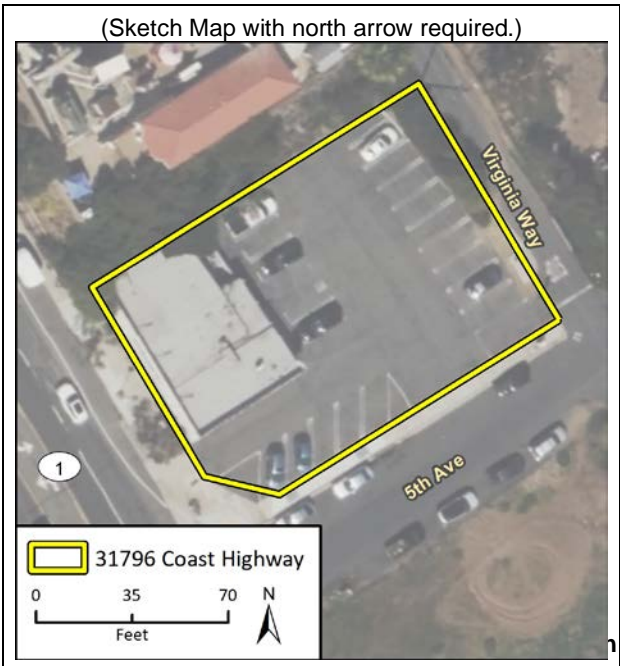 (Sketch Map with north arrow required.)
Virginia Way
5th Ave
1
31796 Coast Highway
0 35 70 N
Feet
n